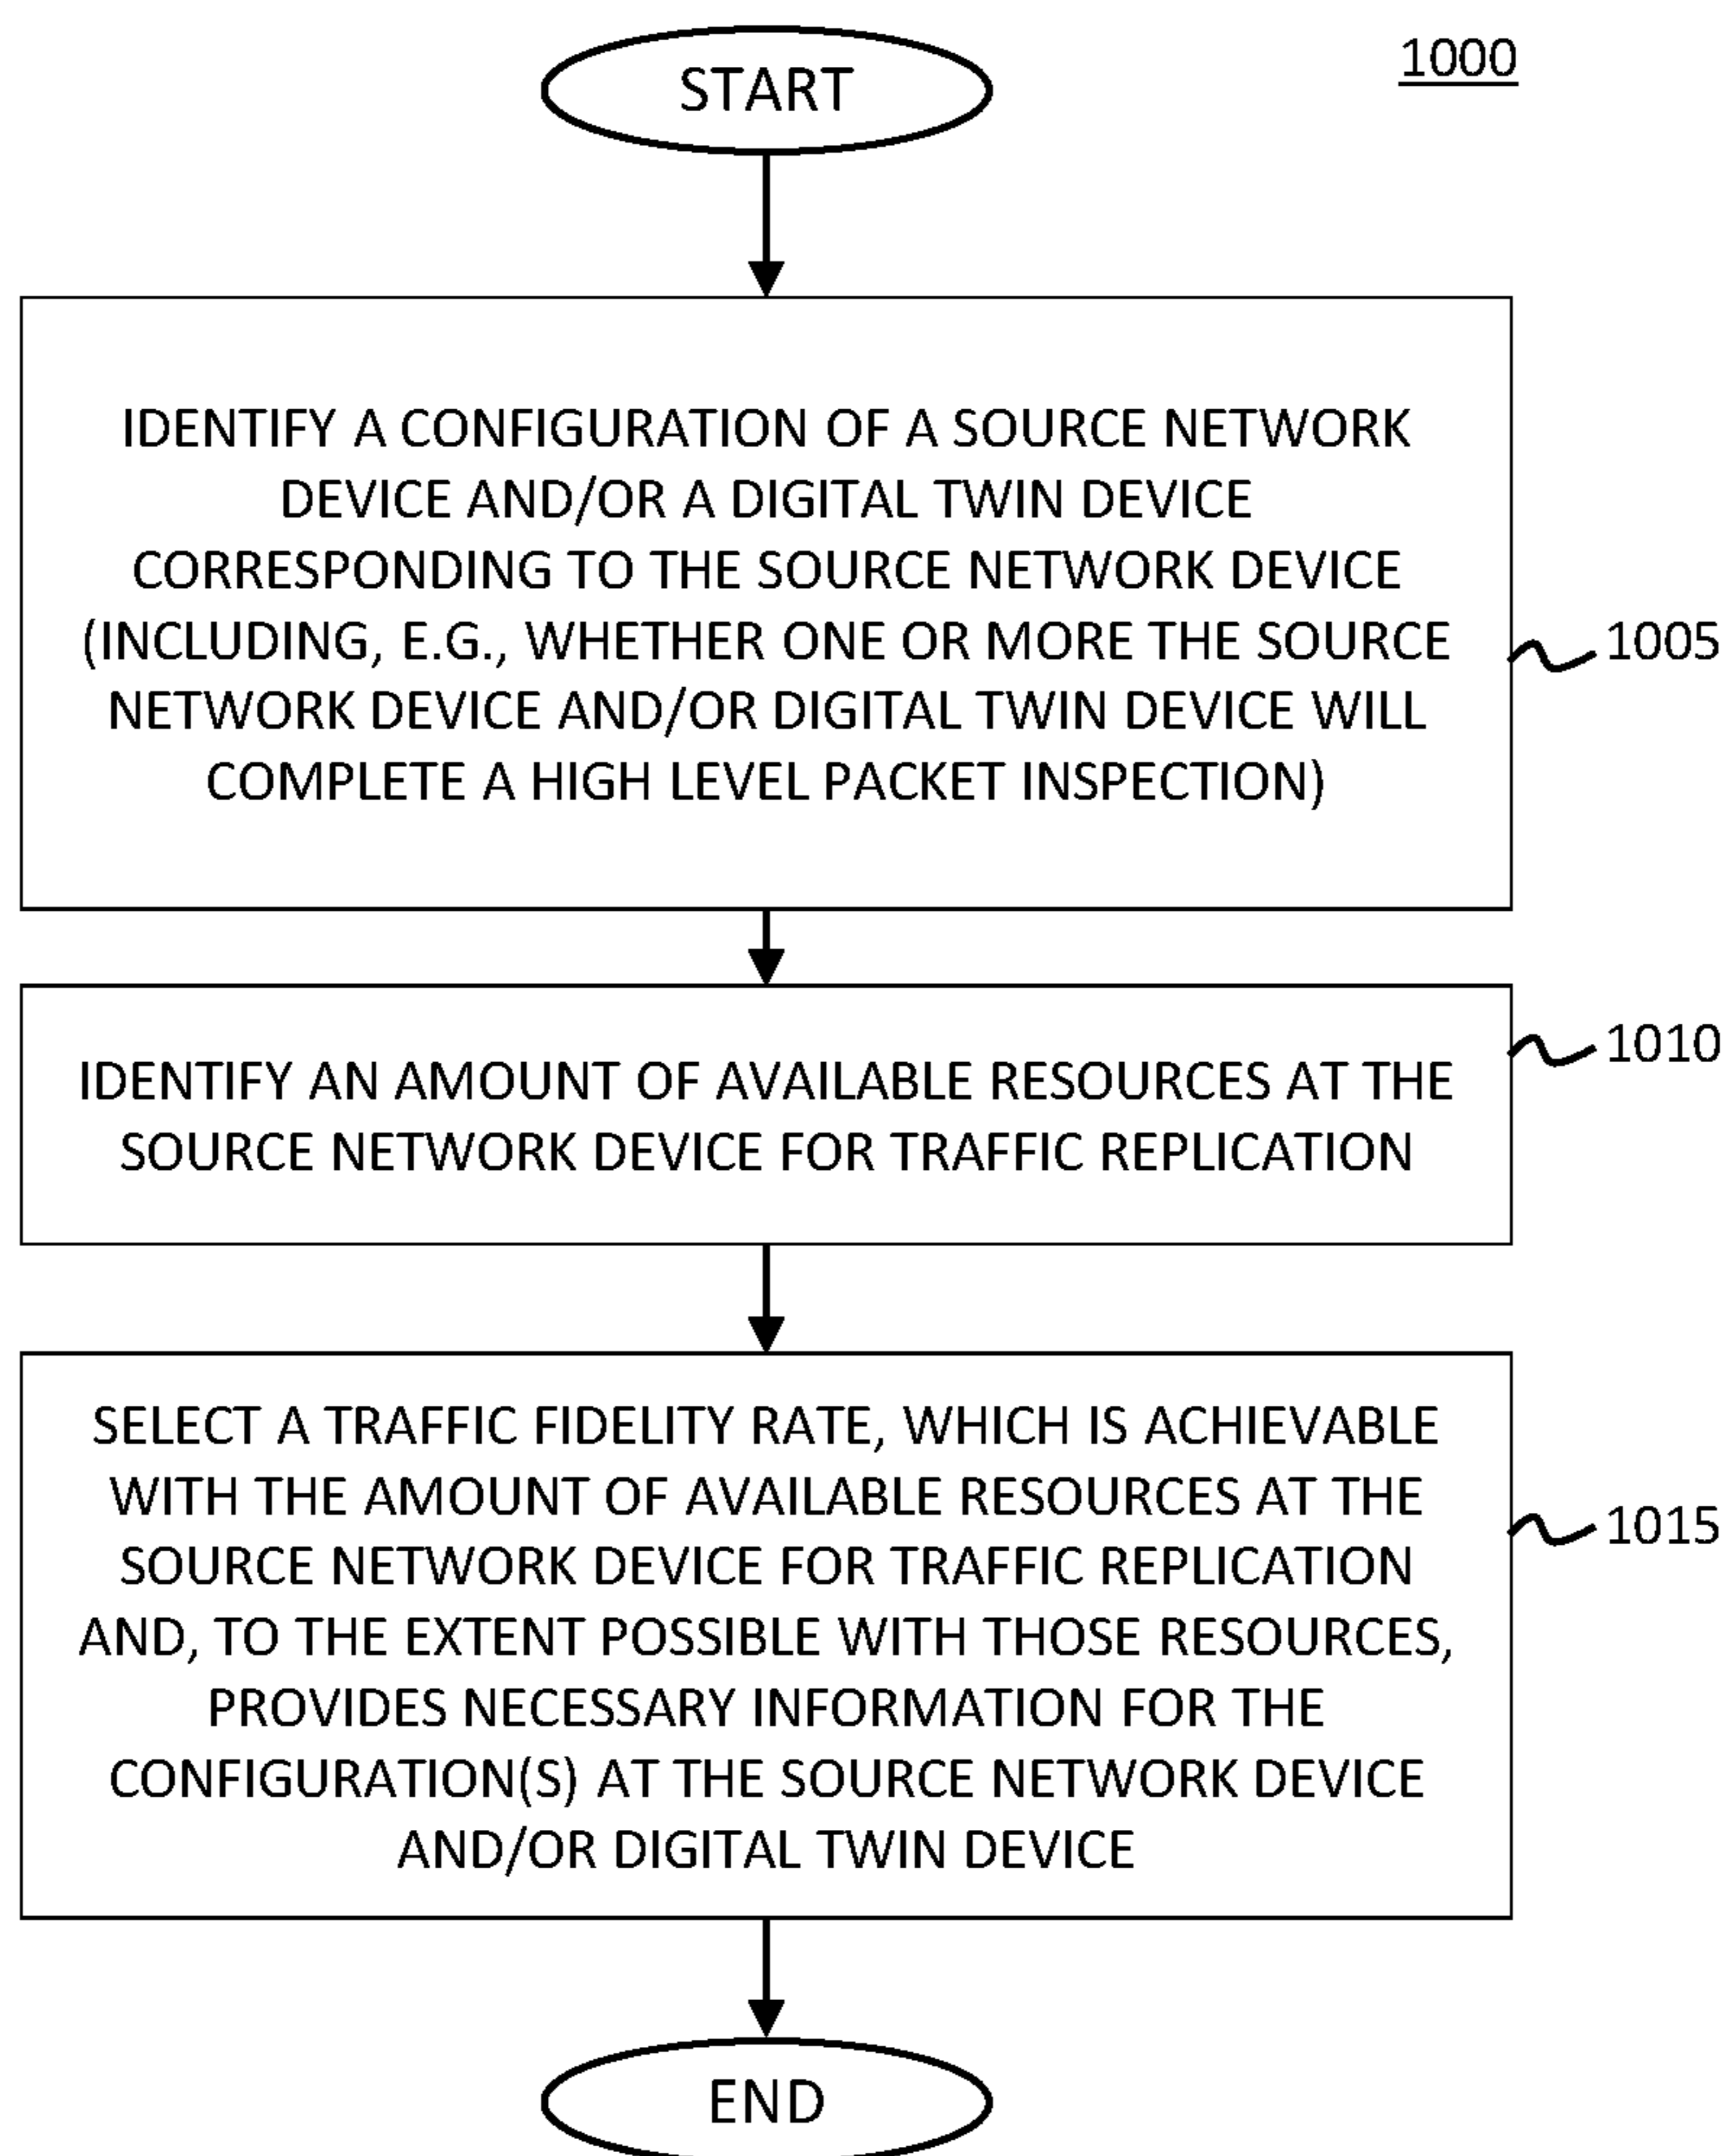 START
1000
IDENTIFY A CONFIGURATION OF A SOURCE NETWORK
DEVICE AND/OR A DIGITAL TWIN DEVICE
CORRESPONDING TO THE SOURCE NETWORK DEVICE
(INCLUDING, E.G., WHETHER ONE OR MORE THE SOURCE
NETWORK DEVICE AND/OR DIGITAL TWIN DEVICE WILL
COMPLETE A HIGH LEVEL PACKET INSPECTION)
1005
IDENTIFY AN AMOUNT OF AVAILABLE RESOURCES AT THE
SOURCE NETWORK DEVICE FOR TRAFFIC REPLICATION
1010
SELECT A TRAFFIC FIDELITY RATE, WHICH IS ACHIEVABLE
WITH THE AMOUNT OF AVAILABLE RESOURCES AT THE
SOURCE NETWORK DEVICE FOR TRAFFIC REPLICATION
AND, TO THE EXTENT POSSIBLE WITH THOSE RESOURCES,
PROVIDES NECESSARY INFORMATION FOR THE
CONFIGURATION(S) AT THE SOURCE NETWORK DEVICE
AND/OR DIGITAL TWIN DEVICE
1015
END